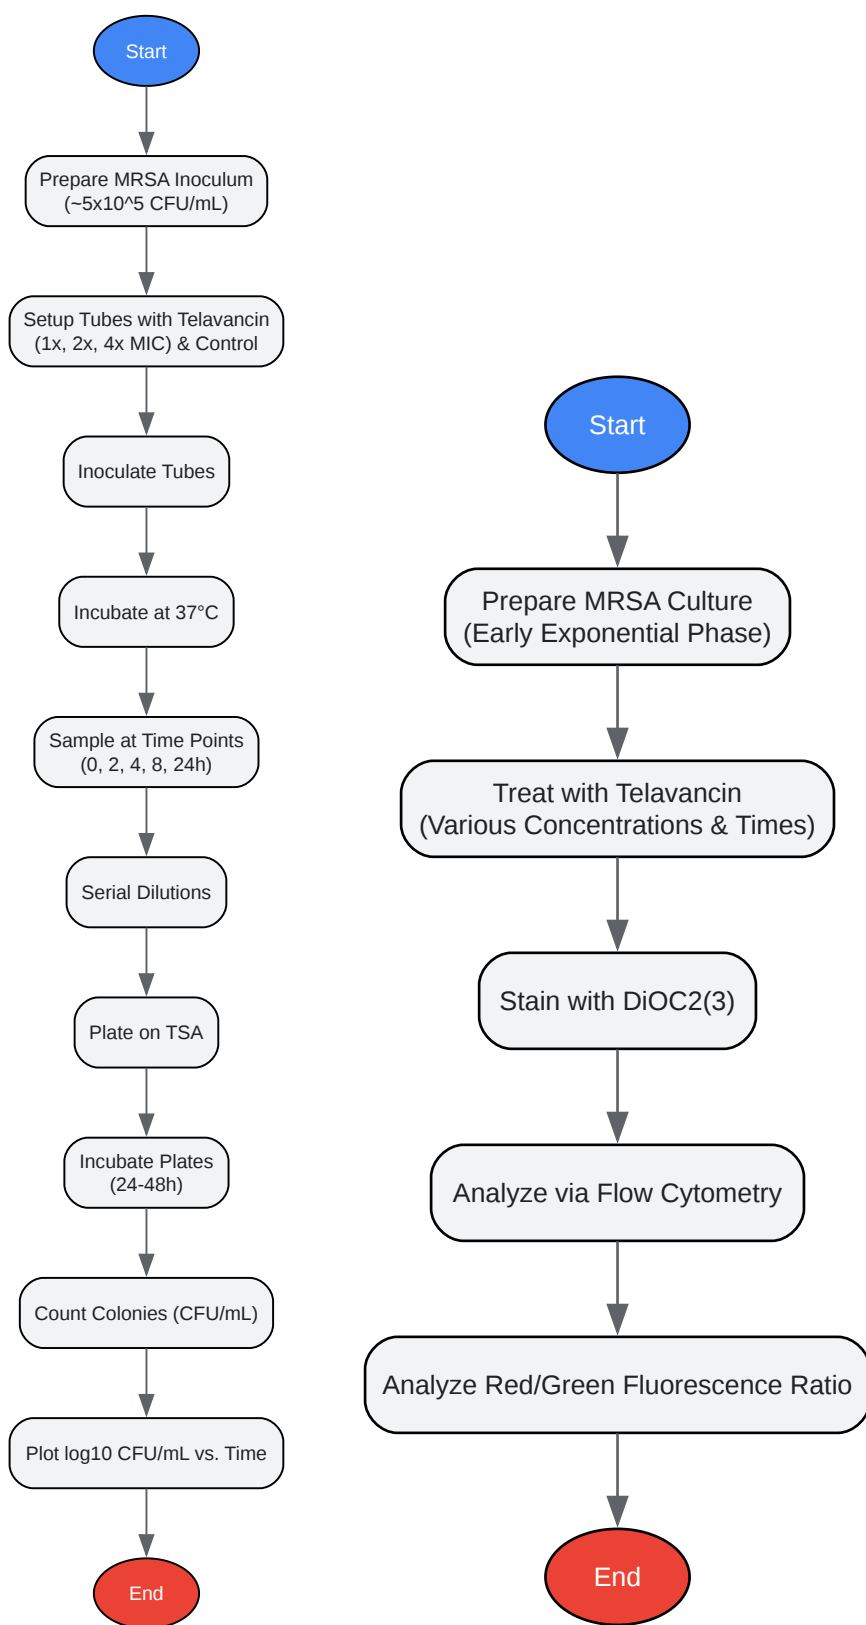 Start
Prepare MRSA Inoculum
(~5x10^5 CFU/mL)
Setup Tubes with Telavancin
(1x, 2x, 4x MIC) & Control
Inoculate Tubes
Incubate at 37°C
Sample at Time Points
(0, 2, 4, 8, 24h)
Serial Dilutions
Plate on TSA
Incubate Plates
(24-48h)
Count Colonies (CFU/mL)
Plot log10 CFU/mL vs. Time
End
Start
Prepare MRSA Culture
(Early Exponential Phase)
Treat with Telavancin
(Various Concentrations & Times)
Stain with DiOC2(3)
Analyze via Flow Cytometry
Analyze Red/Green Fluorescence Ratio
End